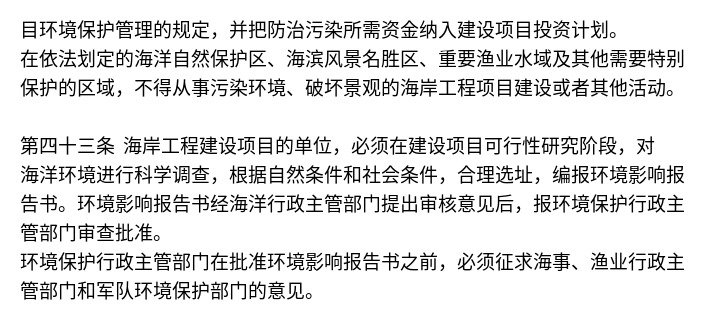 目环境保护管理的规定，并把防治污染所需资金纳入建设项目投资计划。
在依法划定的海洋自然保护区、海滨风景名胜区、重要渔业水域及其他需要特别
保护的区域，不得从事污染环境、破坏景观的海岸工程项目建设或者其他活动。
第四十三条 海岸工程建设项目的单位，必须在建设项目可行性研究阶段，对
海洋环境进行科学调查，根据自然条件和社会条件，合理选址，编报环境影响报
告书。环境影响报告书经海洋行政主管部门提出审核意见后，报环境保护行政主
管部门审查批准。
环境保护行政主管部门在批准环境影响报告书之前，必须征求海事、渔业行政主
管部门和军队环境保护部门的意见。